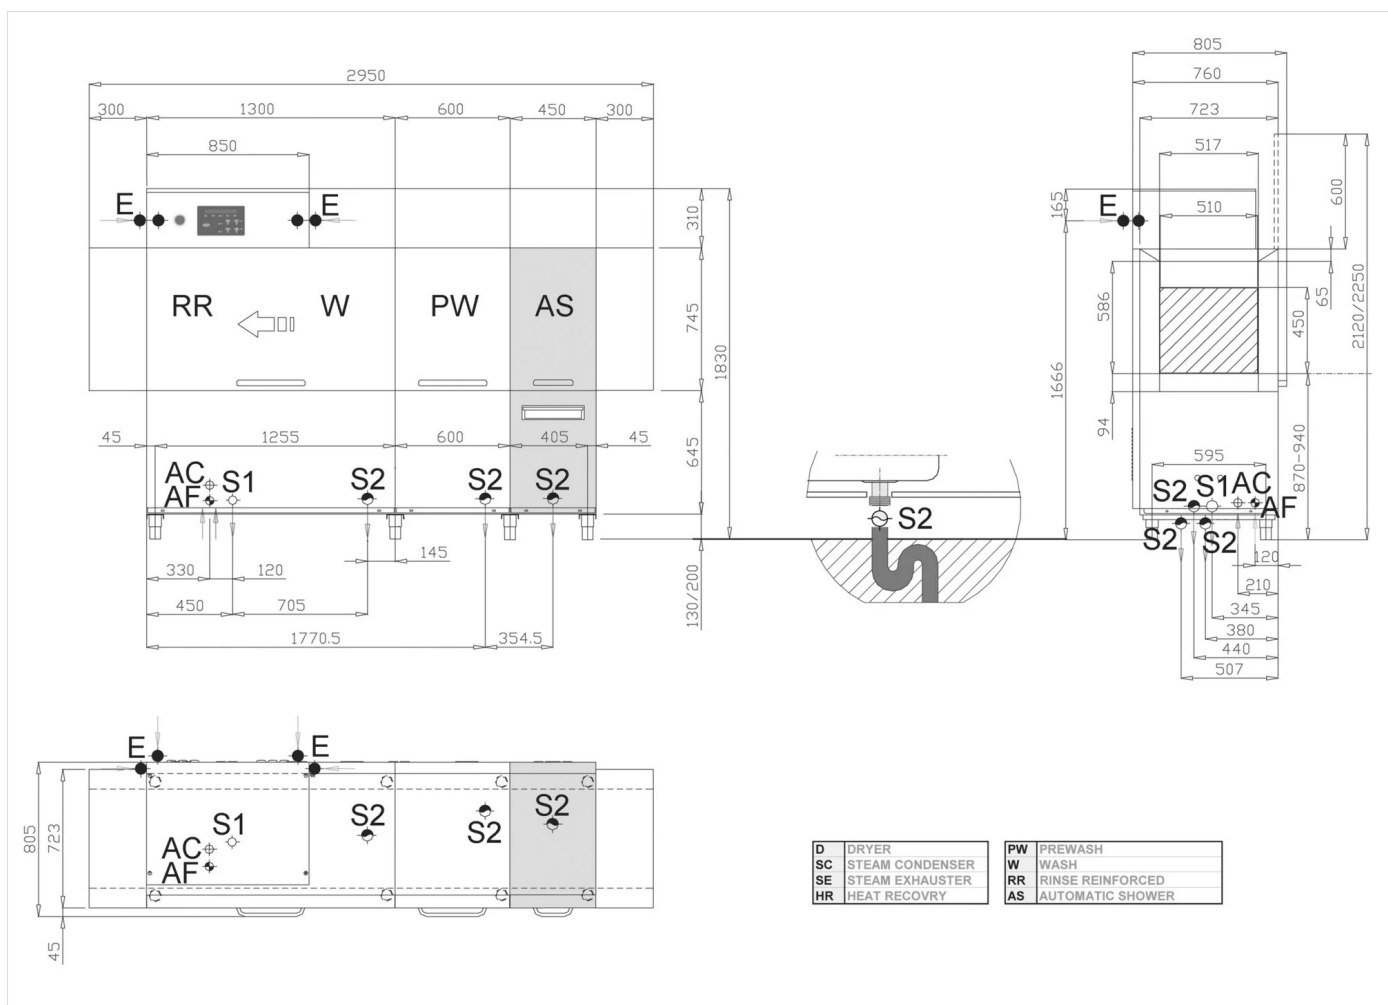 2950
300 1300 600 450 300
850
E E
310
RR W PW AS
745
1830
45 1255 600 405 45
645
AC
AF S1 S2 S2 S2
145
330 120
450 705
1770.5 354.5
130/200
S2
805
760
723
517
600
165
E
510
65
586
450
2120/2250
1666
94
870-940
595
S2 S1 AC
AF
S2 S2
120
210
345
380
440
507
E E
805
723
S1 S2 S2 S2
AC
AF
45
D DRYER
SC STEAM CONDENSER
SE STEAM EXHAUSTER
HR HEAT RECOVRY
PW PREWASH
W WASH
RR RINSE REINFORCED
AS AUTOMATIC SHOWER